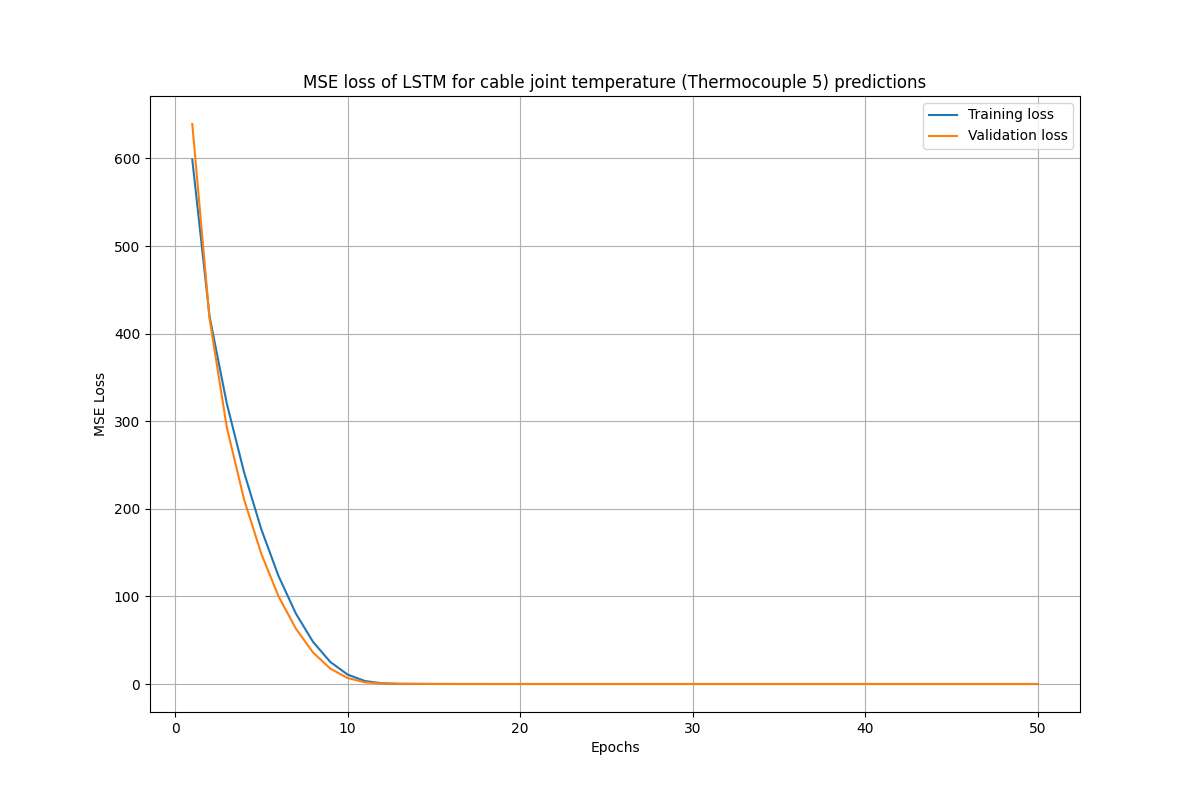 MSE loss of LSTM for cable joint temperature (Thermocouple 5) predictions
Training loss
Validation loss
600
500
400
300
200
100
0
MSE Loss
0 10 20 30 40 50
Epochs